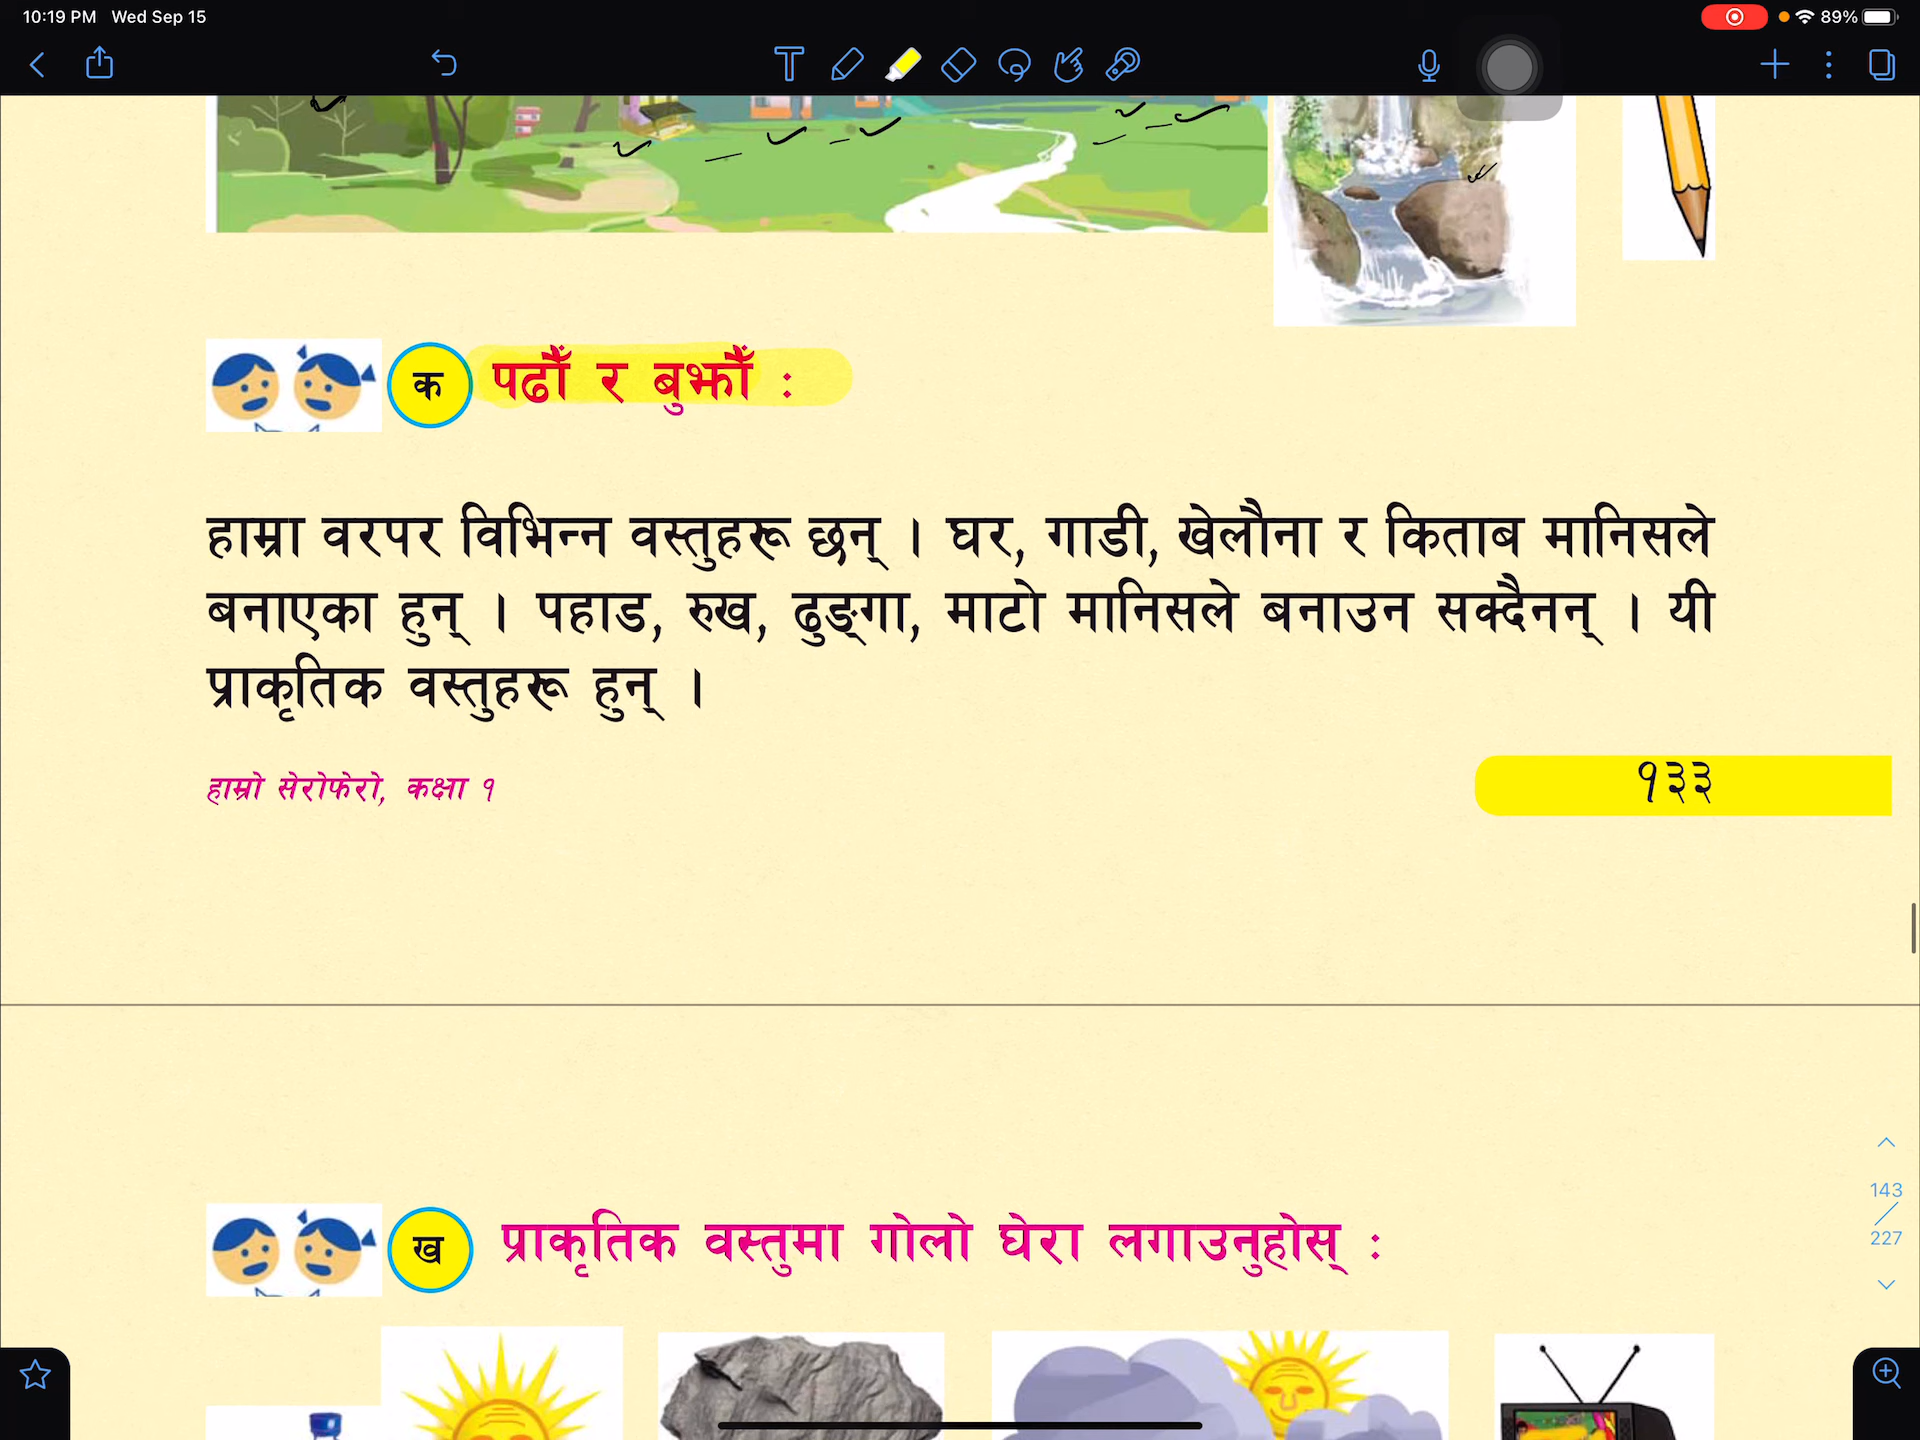 10:19 PM Wed Sep 15
89%
क पढौँ र बुझौँ :
हाम्रा वरपर विभिन्न वस्तुहरू छन् । घर, गाडी, खेलौना र किताब मानिसले
बनाएका हुन् । पहाड, रुख, ढुङ्गा, माटो मानिसले बनाउन सक्दैनन् । यी
प्राकृतिक वस्तुहरू हुन् ।
हाम्रो सेरोफेरो, कक्षा १
१३३
143
227
ख प्राकृतिक वस्तुमा गोलो घेरा लगाउनुहोस् :